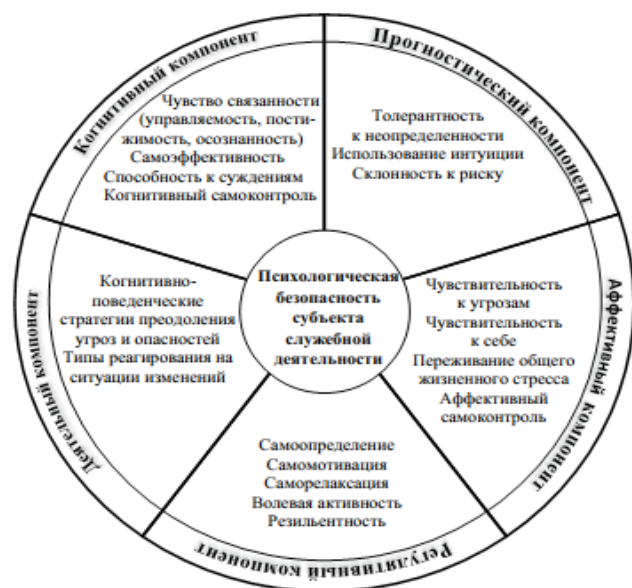 Когнитивный компонент
Чувство связанности
(управляемость, пости-
жимость, осознанность)
Самоэффективность
Способность к суждениям
Когнитивный самоконтроль
Прогностический компонент
Толерантность
к неопределенности
Использование интуиции
Склонность к риску
Аффективный компонент
Чувствительность
к угрозам
Чувствительность
к себе
Переживание общего
жизненного стресса
Аффективный
самоконтроль
Регулятивный компонент
Самоопределение
Самомотивация
Саморелаксация
Волевая активность
Резильентность
Деятельный компонент
Когнитивно-
поведенческие
стратегии преодоления
угроз и опасностей
Типы реагирования на
ситуации изменений
Психологическая
безопасность
субъекта
служебной
деятельности